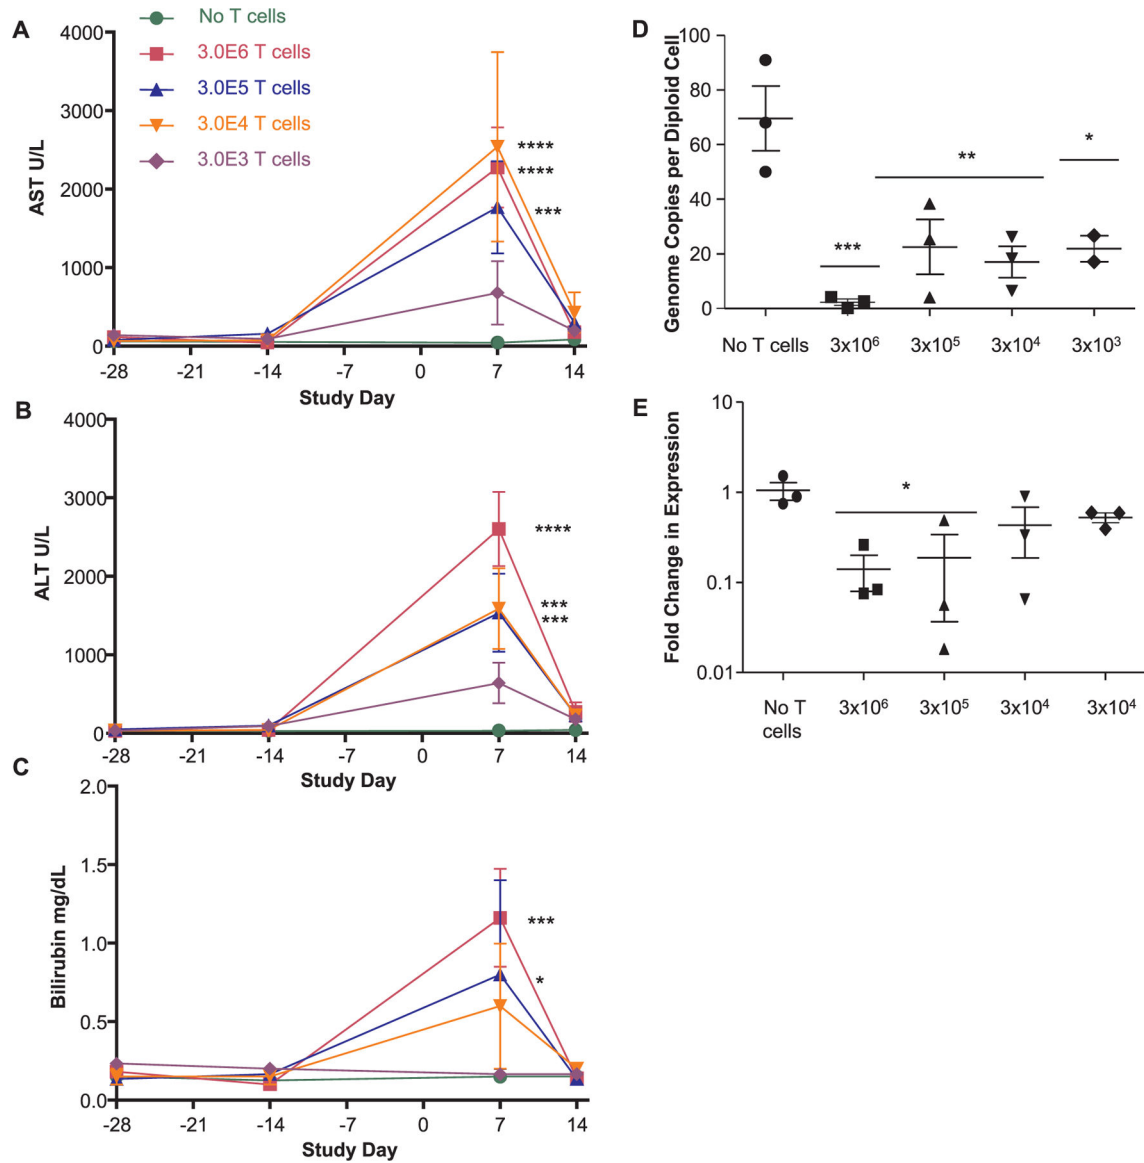 A
No T cells
3.0E6 T cells
3.0E5 T cells
3.0E4 T cells
3.0E3 T cells
AST U/L
4000
3000
2000
1000
0
****
****
***
-28 -21 -14 -7 0 7 14
Study Day
B
ALT U/L
4000
3000
2000
1000
0
****
***
***
-28 -21 -14 -7 0 7 14
Study Day
C
Bilirubin mg/dL
2.0
1.5
1.0
0.5
0.0
***
*
-28 -21 -14 -7 0 7 14
Study Day
D
Genome Copies per Diploid Cell
100
80
60
40
20
0
***
**
*
No T cells 3x10⁶ 3x10⁵ 3x10⁴ 3x10³
E
Fold Change in Expression
10
1
0.1
0.01
*
No T 3x10⁶ 3x10⁵ 3x10⁴ 3x10⁴
cells